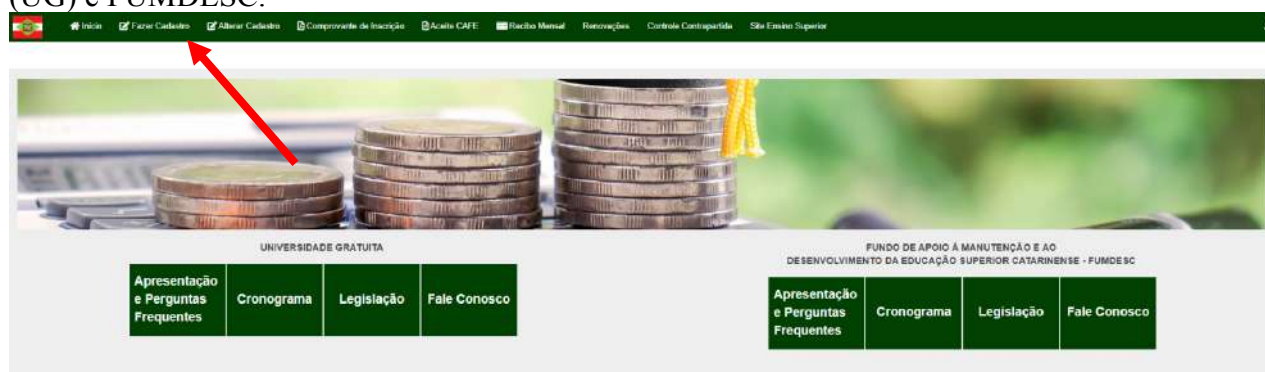 (UG) e FUMDESC.
Início Fazer Cadastro Alterar Cadastro Comprovante de Inscrição Aceite CAFE Recibo Mensal Renovações Controle Contrapartida Site Ensino Superior
UNIVERSIDADE GRATUITA
Apresentação e Perguntas Frequentes
Cronograma
Legislação
Fale Conosco
FUNDO DE APOIO À MANUTENÇÃO E AO
DESENVOLVIMENTO DA EDUCAÇÃO SUPERIOR CATARINENSE - FUMDESC
Apresentação e Perguntas Frequentes
Cronograma
Legislação
Fale Conosco